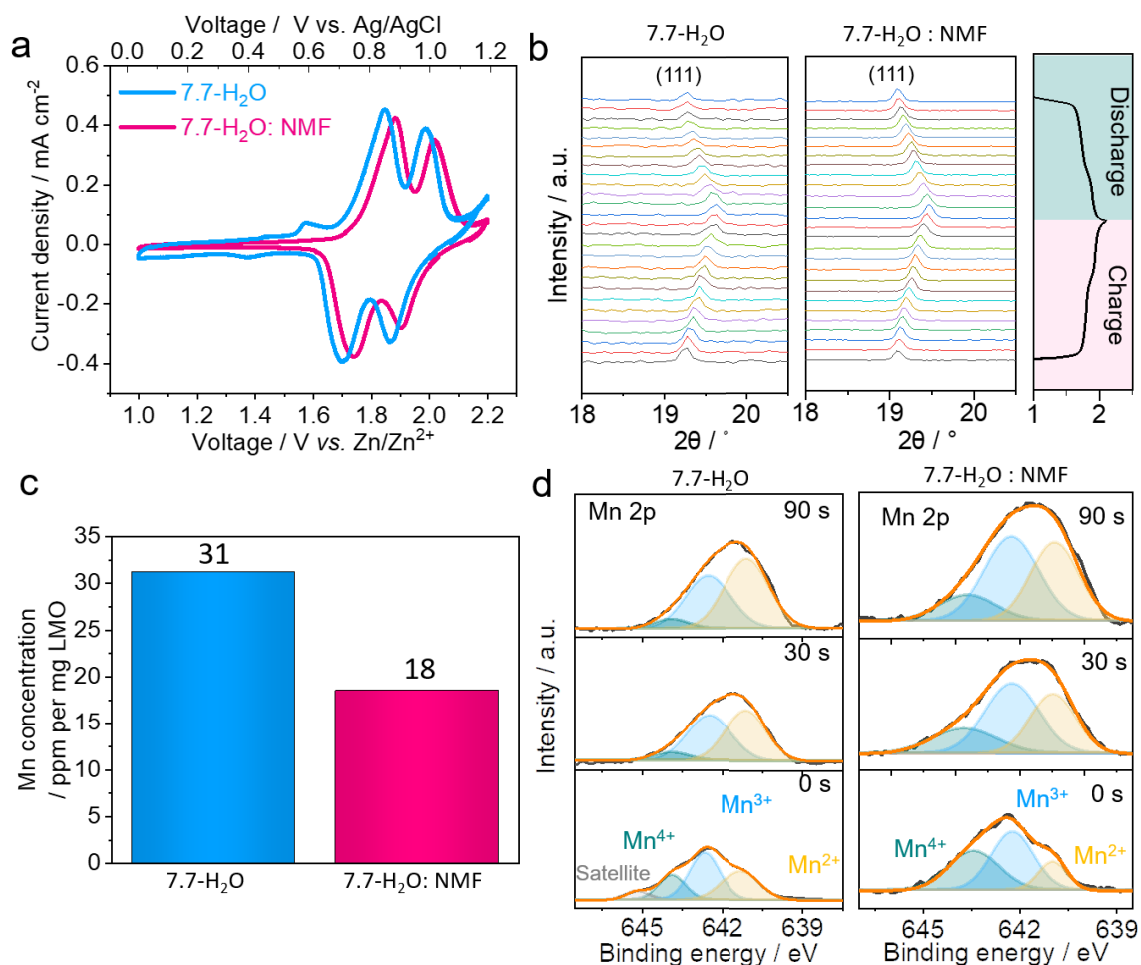 a
Voltage / V vs. Ag/AgCl
0.0 0.2 0.4 0.6 0.8 1.0 1.2
0.6
0.4
0.2
0.0
-0.2
-0.4
Current density / mA cm⁻²
7.7-H₂O
7.7-H₂O: NMF
1.0 1.2 1.4 1.6 1.8 2.0 2.2
Voltage / V vs. Zn/Zn²⁺
b
7.7-H₂O
7.7-H₂O : NMF
(111)
(111)
Intensity / a.u.
18 19 20
2θ / °
18 19 20
2θ / °
Discharge
Charge
1 2
c
Mn concentration
/ ppm per mg LMO
35
30
25
20
15
10
5
0
31
18
7.7-H₂O
7.7-H₂O: NMF
d
7.7-H₂O
7.7-H₂O : NMF
Intensity / a.u.
Mn 2p
90 s
30 s
0 s
Mn³⁺
Mn⁴⁺
Satellite
Mn²⁺
645 642 639
Binding energy / eV
Mn 2p
90 s
30 s
0 s
Mn³⁺
Mn⁴⁺
Mn²⁺
645 642 639
Binding energy / eV